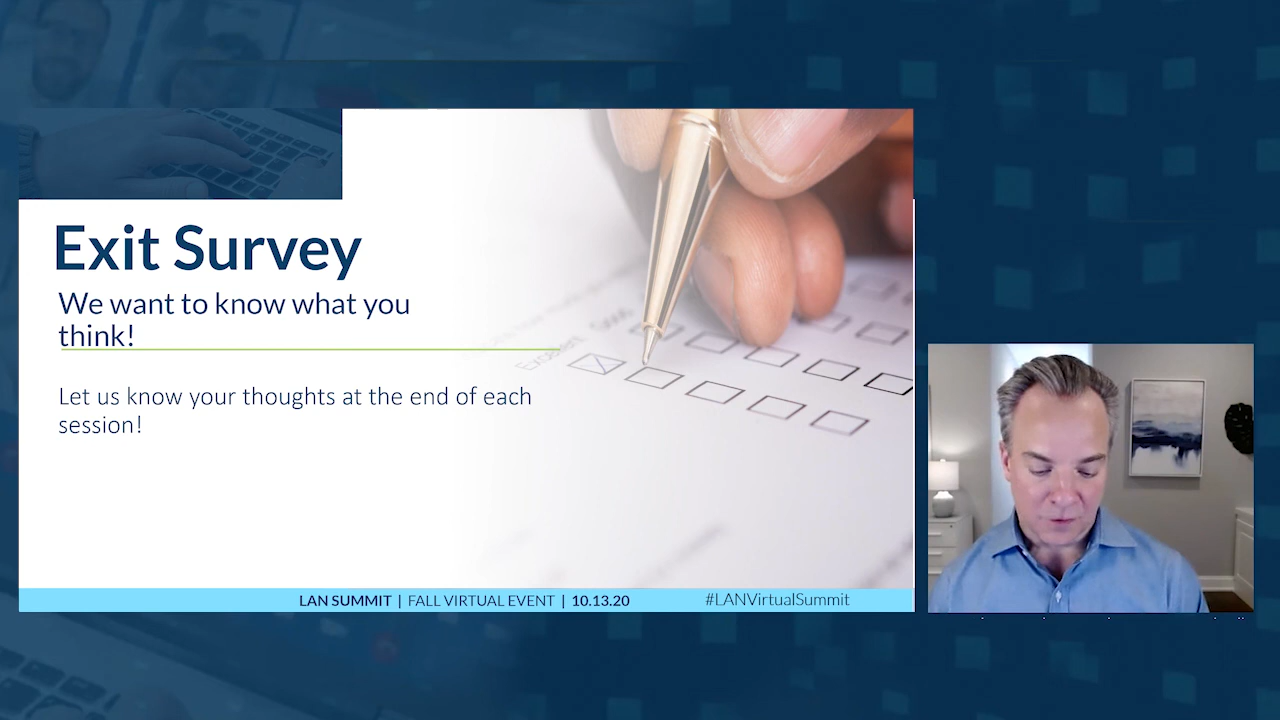 Exit Survey
We want to know what you
think!
Let us know your thoughts at the end of each
session!
LAN SUMMIT | FALL VIRTUAL EVENT | 10.13.20
#LANVirtualSummit